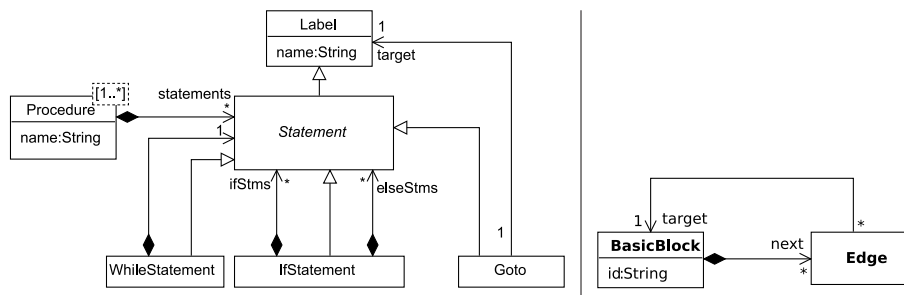 Label
name:String
1
target
[1..*]
Procedure
name:String
statements
*
Statement
1
ifStms
*
*
elseStms
1
WhileStatement
IfStatement
Goto
1
target
*
BasicBlock
id:String
next
*
Edge